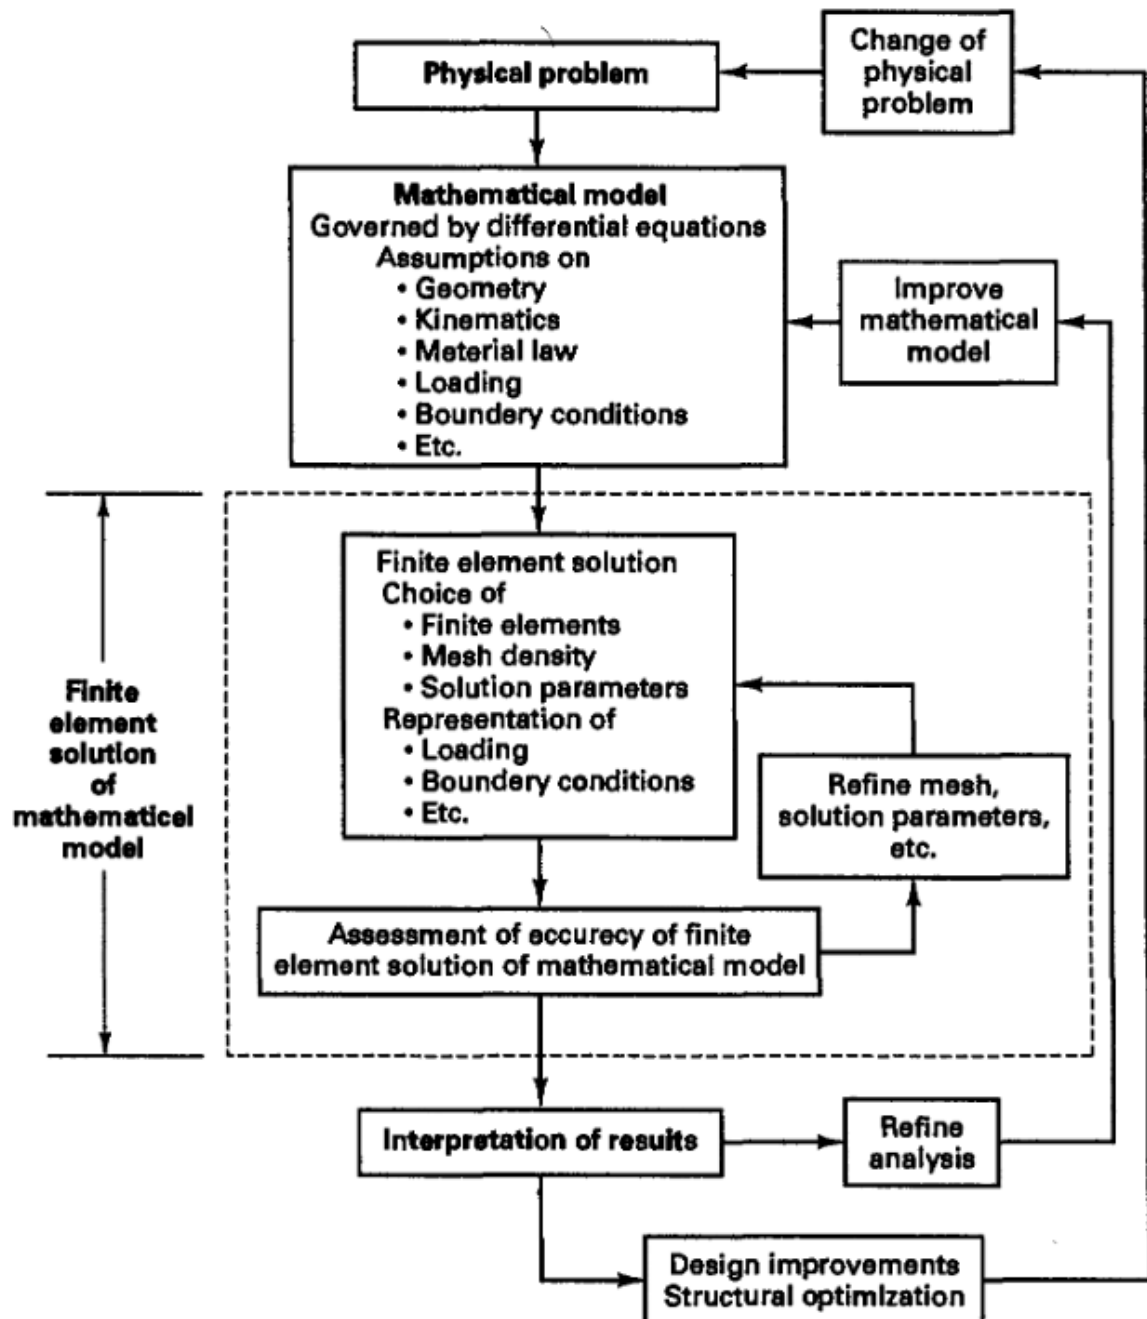 Physical problem
Change of
physical
problem
Mathematical model
Governed by differential equations
Assumptions on
• Geometry
• Kinematics
• Meterial law
• Loading
• Boundery conditions
• Etc.
Improve
mathematical
model
Finite
element
solution
of
mathematicel
model
Finite element solution
Choice of
• Finite elements
• Mesh density
• Solution parameters
Representation of
• Loading
• Boundery conditions
• Etc.
Refine mesh,
solution parameters,
etc.
Assessment of eccurecy of finite
element solution of mathematical model
Interpretation of results
Refine
analysis
Design improvements
Structural optimization